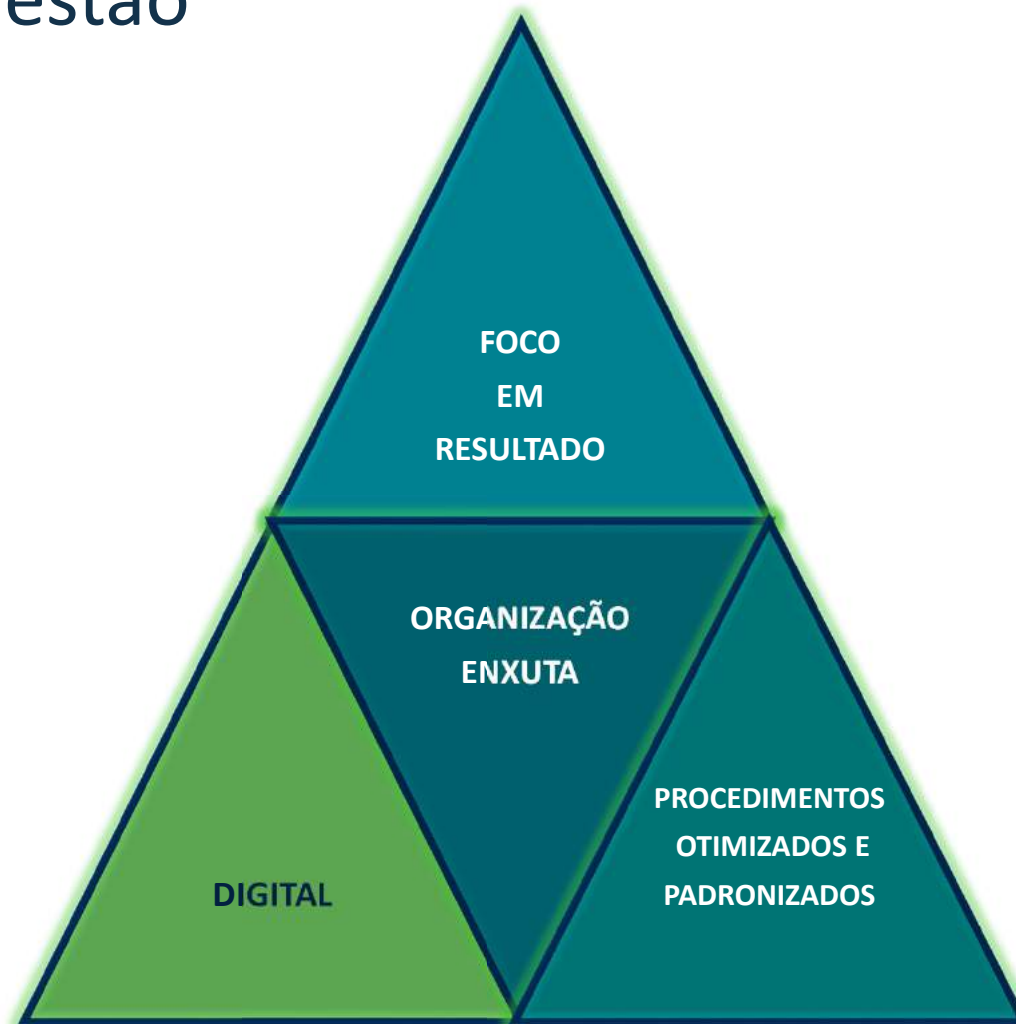 estão
FOCO
EM
RESULTADO
ORGANIZAÇÃO
ENXUTA
PROCEDIMENTOS
OTIMIZADOS E
PADRONIZADOS
DIGITAL